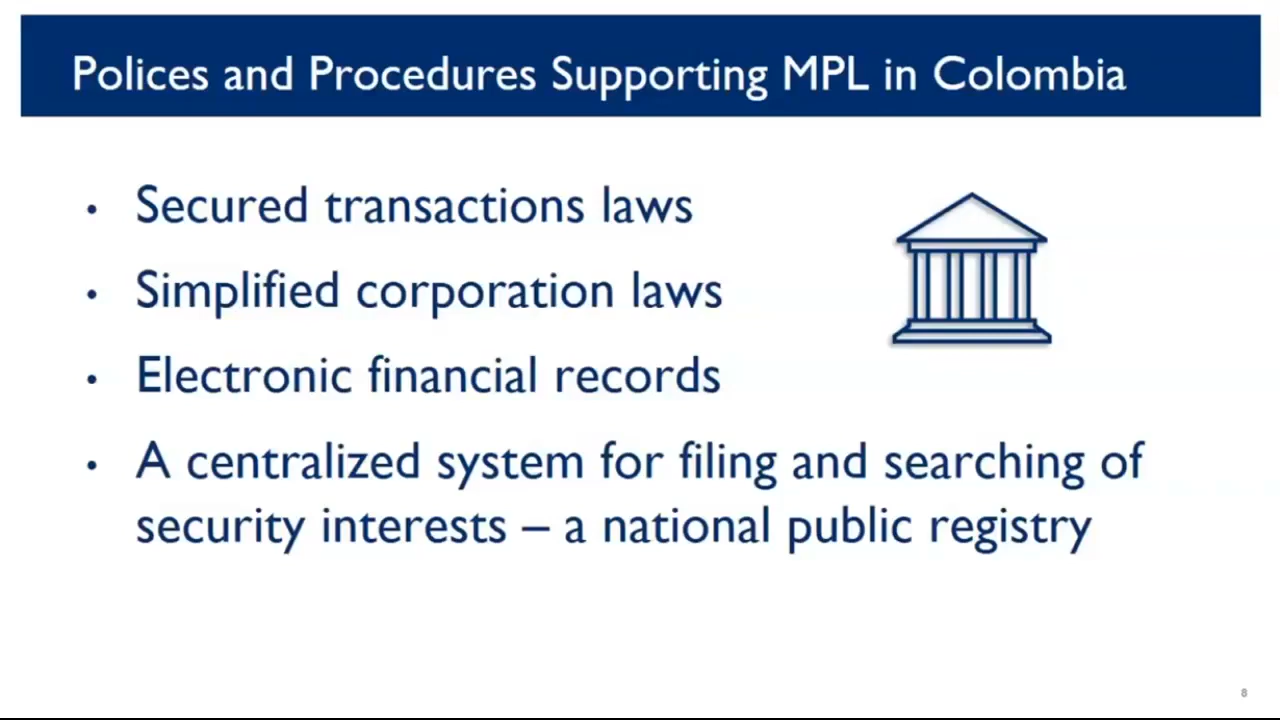 Polices and Procedures Supporting MPL in Colombia
• Secured transactions laws
• Simplified corporation laws
• Electronic financial records
• A centralized system for filing and searching of
security interests – a national public registry
8